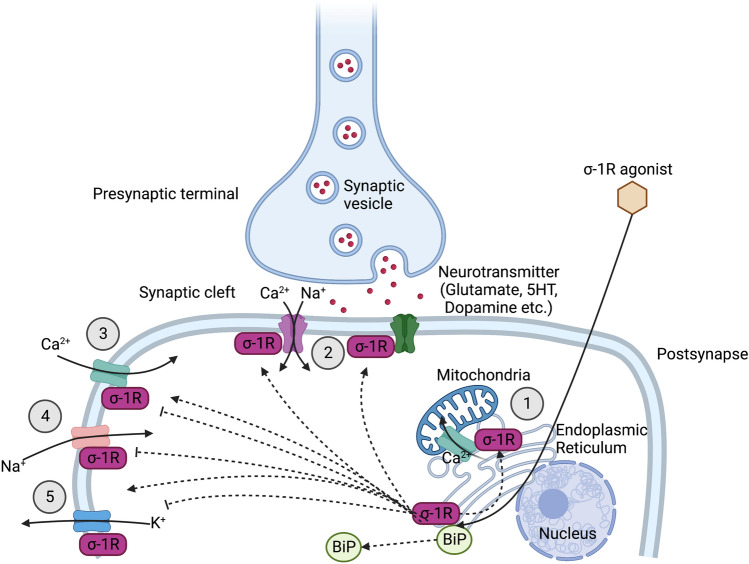 σ-1R agonist
Presynaptic terminal
Synaptic
vesicle
Neurotransmitter
(Glutamate, 5HT,
Dopamine etc.)
Synaptic cleft
Ca²⁺
Na⁺
3
Ca²⁺
σ-1R
2
σ-1R
Postsynapse
σ-1R
Mitochondria
1
4
Na⁺
σ-1R
Ca²⁺
σ-1R
Endoplasmic
Reticulum
5
K⁺
σ-1R
σ-1R
BiP
BiP
Nucleus